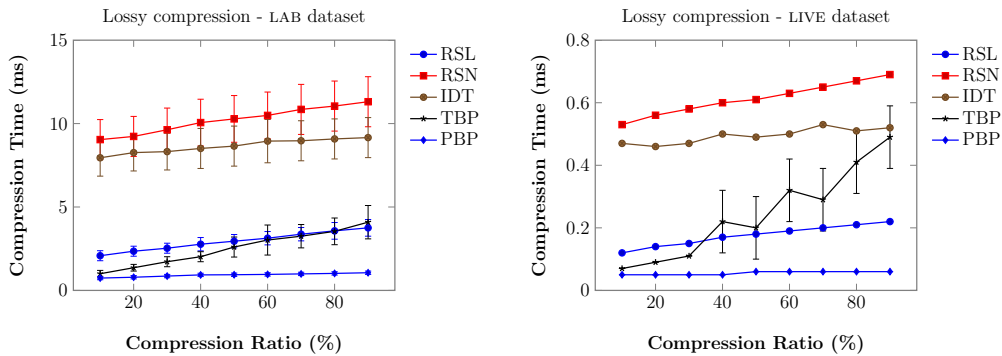 Lossy compression - LAB dataset
Compression Time (ms)
15
10
5
0
20 40 60 80
Compression Ratio (%)
RSL
RSN
IDT
TBP
PBP
Lossy compression - LIVE dataset
Compression Time (ms)
0.8
0.6
0.4
0.2
0
20 40 60 80
Compression Ratio (%)
RSL
RSN
IDT
TBP
PBP